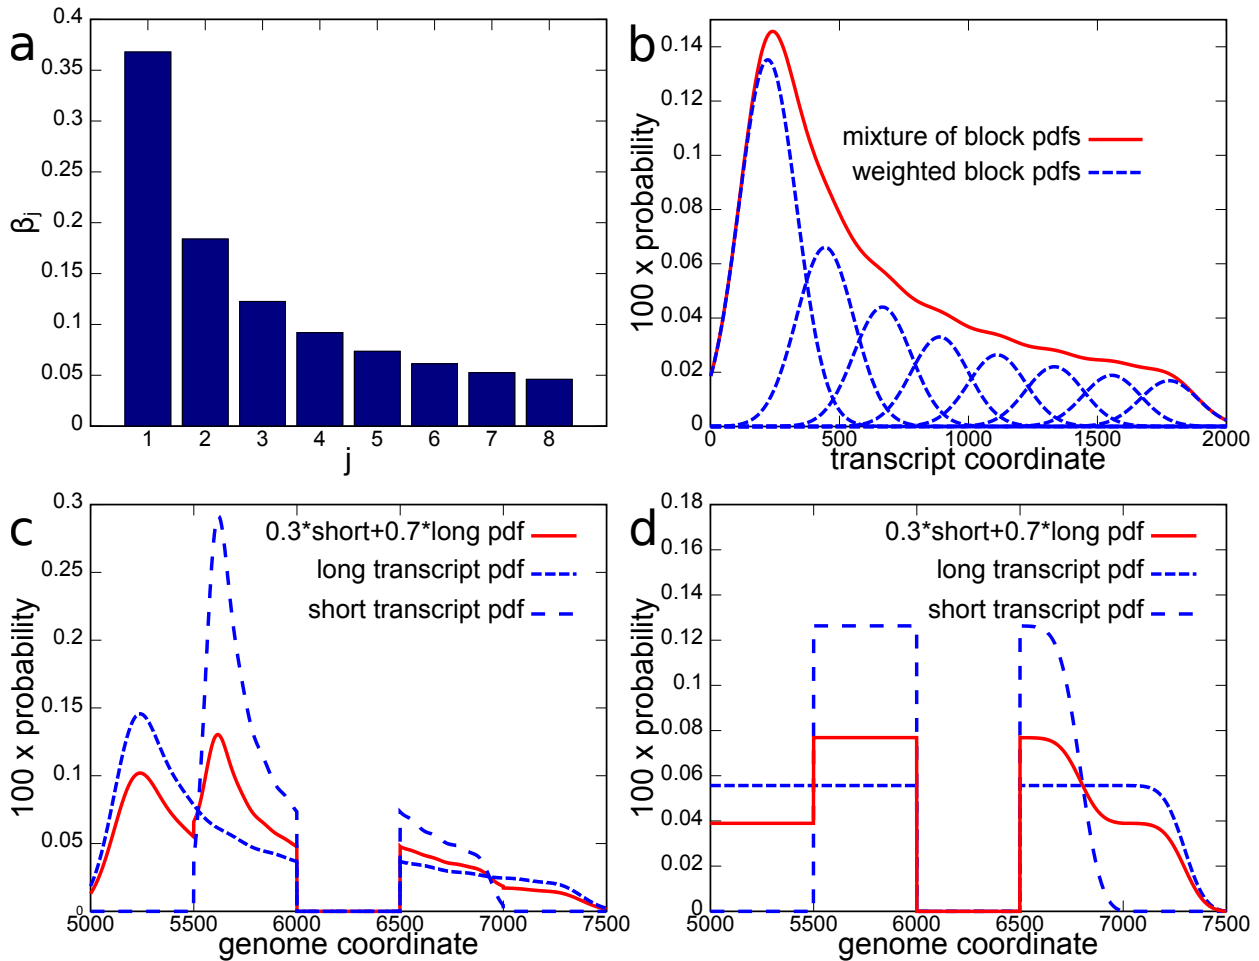 a
0.4
0.35
0.3
0.25
0.2
0.15
0.1
0.05
0
βj
1 2 3 4 5 6 7 8
j
b
0.14
0.12
0.1
0.08
0.06
0.04
0.02
0
100 x probability
mixture of block pdfs
weighted block pdfs
0 500 1000 1500 2000
transcript coordinate
c
0.3
0.25
0.2
0.15
0.1
0.05
0
100 x probability
0.3*short+0.7*long pdf
long transcript pdf
short transcript pdf
5000 5500 6000 6500 7000 7500
genome coordinate
d
0.18
0.16
0.14
0.12
0.1
0.08
0.06
0.04
0.02
0
100 x probability
0.3*short+0.7*long pdf
long transcript pdf
short transcript pdf
5000 5500 6000 6500 7000 7500
genome coordinate